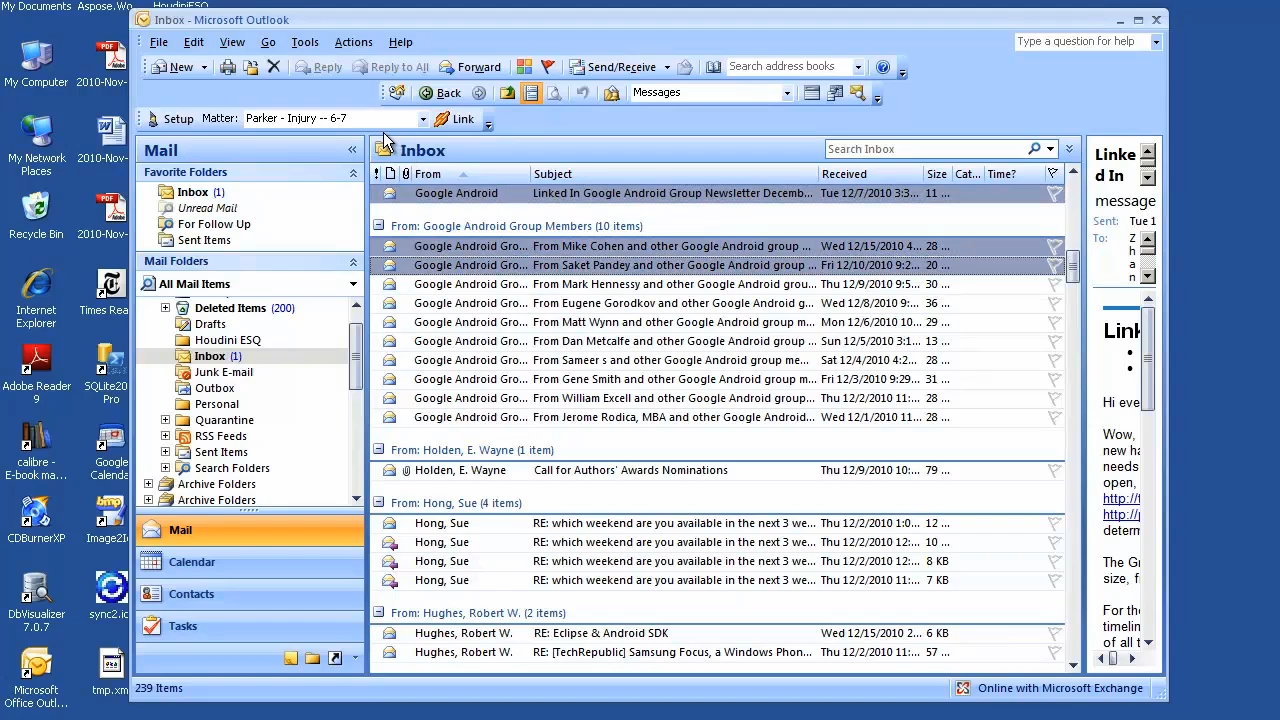 My Documents Aspose.Wo HoudiniESQ
Inbox - Microsoft Outlook
File Edit View Go Tools Actions Help
Type a question for help
New Reply Reply to All Forward Send/Receive Search address books
Back Messages
Setup Matter: Parker - Injury -- 6-7 Link
My Computer
2010-Nov-
My Network
Places
2010-Nov-
Recycle Bin
2010-Nov-
Internet
Explorer
Times Rea
Adobe Reader
9
SQLite20
Pro
calibre -
E-book ma...
Google
Calenda
CDBurnerXP
Image2Ic
DbVisualizer
7.0.7
sync2.ic
Microsoft
Office Outl...
tmp.xm
Mail
Favorite Folders
Inbox (1)
Unread Mail
For Follow Up
Sent Items
Mail Folders
All Mail Items
Deleted Items (200)
Drafts
Houdini ESQ
Inbox (1)
Junk E-mail
Outbox
Personal
Quarantine
RSS Feeds
Sent Items
Search Folders
Archive Folders
Archive Folders
Mail
Calendar
Contacts
Tasks
Inbox
Search Inbox
! From Subject Received Size Cat... Time?
Google Android Linked In Google Android Group Newsletter Decemb... Tue 12/7/2010 3:3... 11 ...
From: Google Android Group Members (10 items)
Google Android Gro... From Mike Cohen and other Google Android group ... Wed 12/15/2010 4... 28 ...
Google Android Gro... From Saket Pandey and other Google Android group ... Fri 12/10/2010 9:2... 20 ...
Google Android Gro... From Mark Hennessy and other Google Android grou... Thu 12/9/2010 9:5... 30 ...
Google Android Gro... From Eugene Gorodkov and other Google Android g... Wed 12/8/2010 9:... 36 ...
Google Android Gro... From Matt Wynn and other Google Android group m... Mon 12/6/2010 10... 29 ...
Google Android Gro... From Dan Metcalfe and other Google Android group... Sun 12/5/2010 3:1... 13 ...
Google Android Gro... From Sameer s and other Google Android group m... Sat 12/4/2010 4:2... 28 ...
Google Android Gro... From Gene Smith and other Google Android group m... Fri 12/3/2010 9:29... 31 ...
Google Android Gro... From William Excell and other Google Android group ... Thu 12/2/2010 11:... 28 ...
Google Android Gro... From Jerome Rodica, MBA and other Google Android... Wed 12/1/2010 11... 28 ...
From: Holden, E. Wayne (1 item)
Holden, E. Wayne Call for Authors' Awards Nominations Thu 12/9/2010 10:... 79 ...
From: Hong, Sue (4 items)
Hong, Sue RE: which weekend are you available in the next 3 we... Thu 12/2/2010 1:0... 12 ...
Hong, Sue RE: which weekend are you available in the next 3 we... Thu 12/2/2010 12:... 10 ...
Hong, Sue RE: which weekend are you available in the next 3 we... Thu 12/2/2010 12:... 8 KB
Hong, Sue RE: which weekend are you available in the next 3 we... Thu 12/2/2010 11:... 7 KB
From: Hughes, Robert W. (2 items)
Hughes, Robert W. RE: Eclipse & Android SDK Wed 12/15/2010 2... 6 KB
Hughes, Robert W. RE: [TechRepublic] Samsung Focus, a Windows Phon... Thu 12/2/2010 11:... 57 ...
Linke
d In
message
Sent: Tue 1
To: Z
h
a
n
Link
Hi eve
Wow,
new ha
needs
open,
http://t
http://p
determ
The Gr
size, f
For the
timelin
of all t
239 Items
Online with Microsoft Exchange